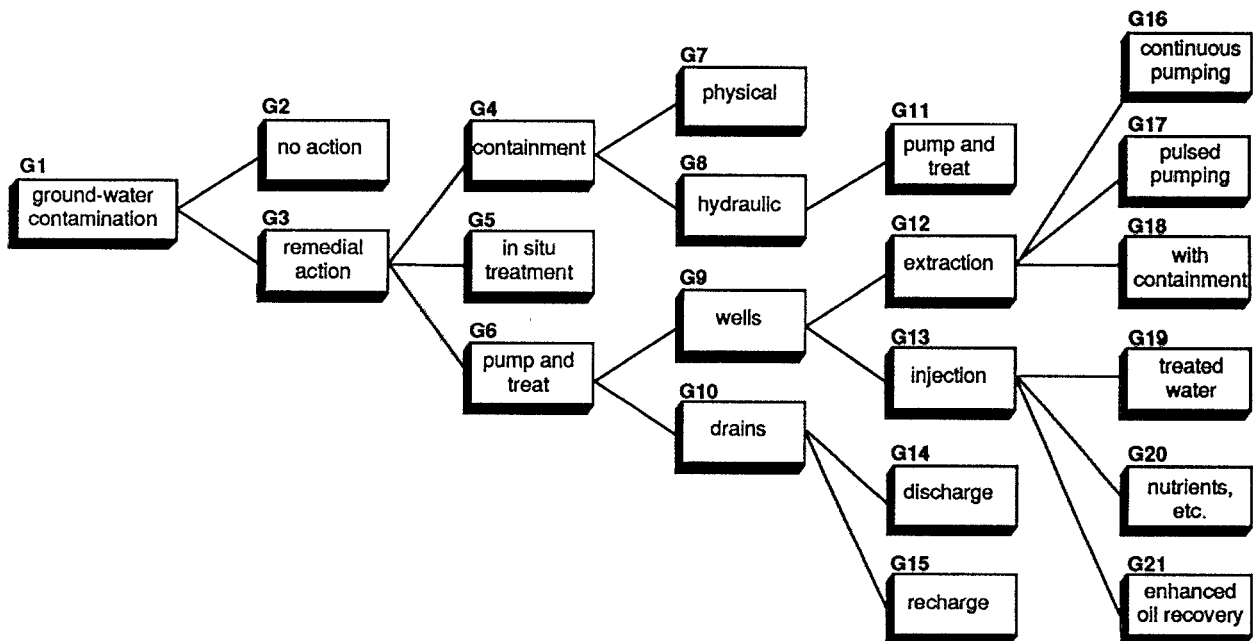 G1
ground-water
contamination
G2
no action
G3
remedial
action
G4
containment
G5
in situ
treatment
G6
pump and
treat
G7
physical
G8
hydraulic
G9
wells
G10
drains
G11
pump and
treat
G12
extraction
G13
injection
G14
discharge
G15
recharge
G16
continuous
pumping
G17
pulsed
pumping
G18
with
containment
G19
treated
water
G20
nutrients,
etc.
G21
enhanced
oil recovery